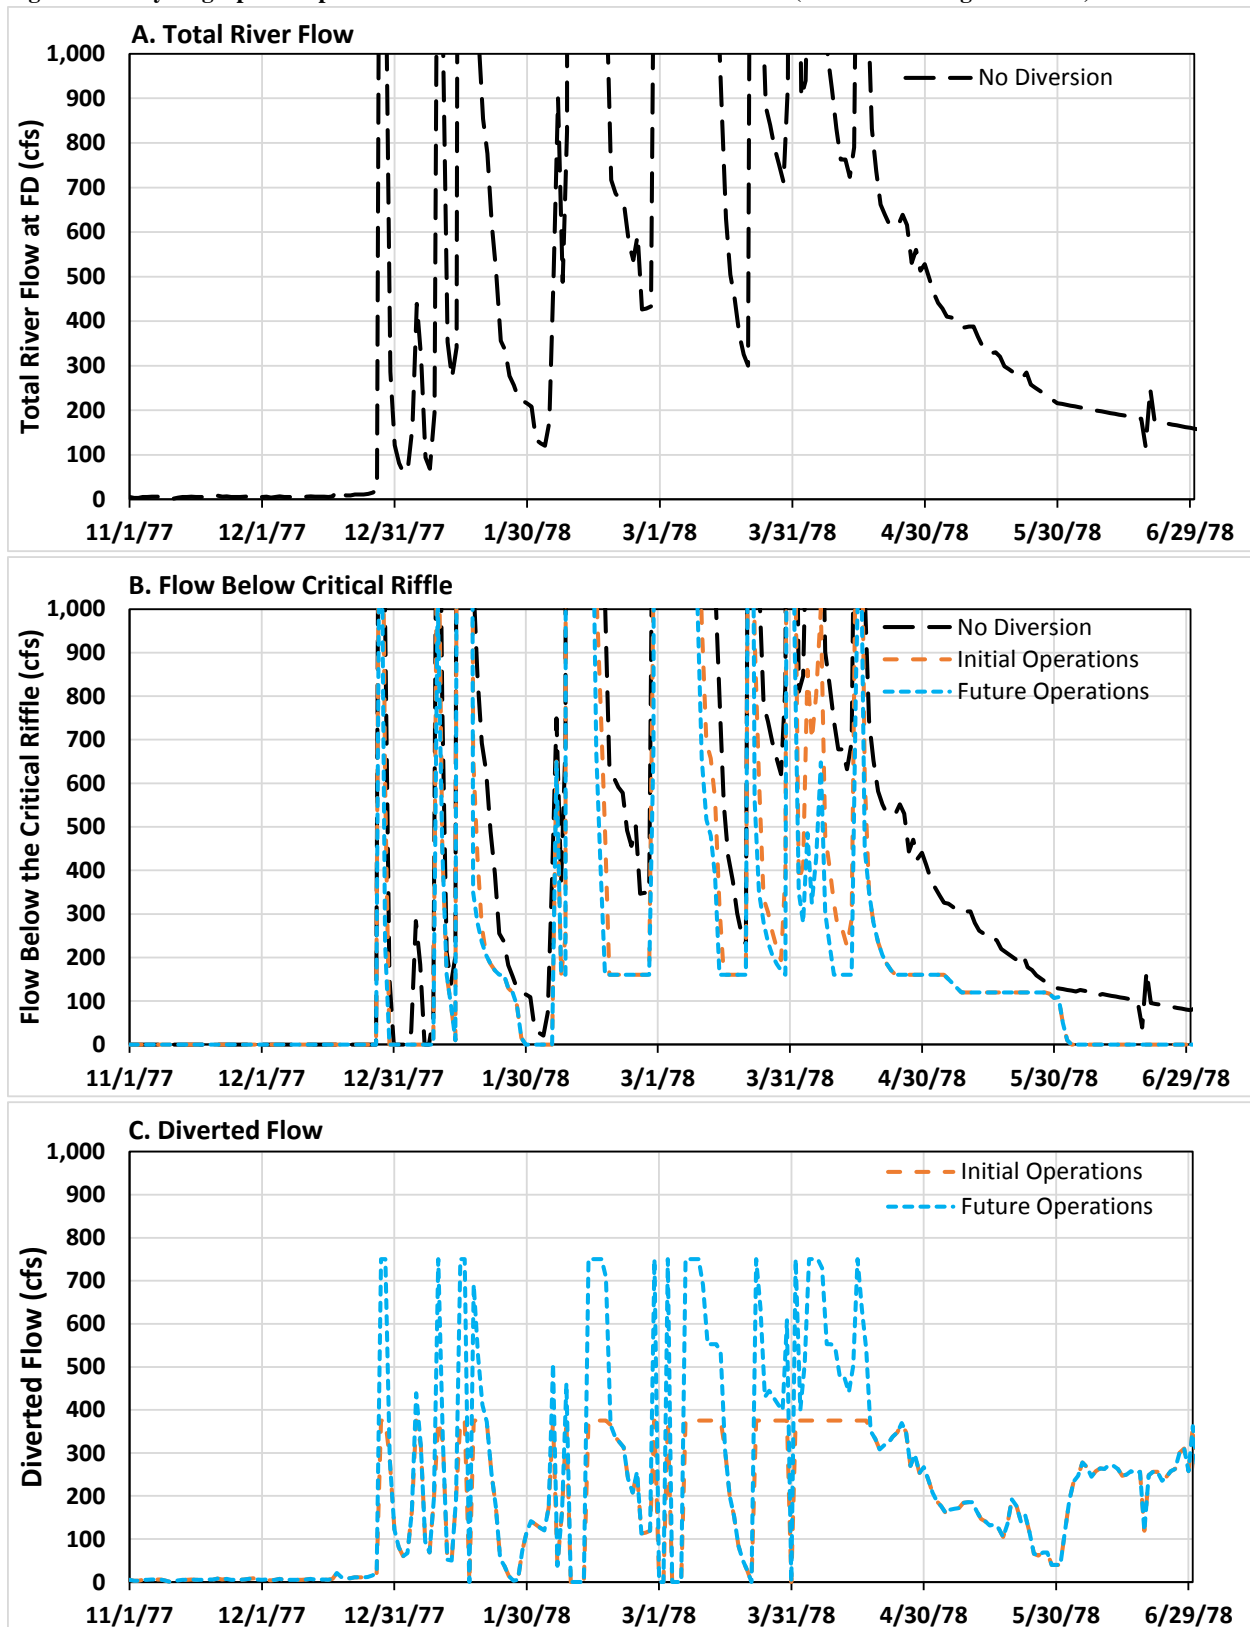 A. Total River Flow
1,000
900
800
700
600
500
400
300
200
100
0
Total River Flow at FD (cfs)
No Diversion
11/1/77 12/1/77 12/31/77 1/30/78 3/1/78 3/31/78 4/30/78 5/30/78 6/29/78
B. Flow Below Critical Riffle
1,000
900
800
700
600
500
400
300
200
100
0
Flow Below the Critical Riffle (cfs)
No Diversion
Initial Operations
Future Operations
11/1/77 12/1/77 12/31/77 1/30/78 3/1/78 3/31/78 4/30/78 5/30/78 6/29/78
C. Diverted Flow
1,000
900
800
700
600
500
400
300
200
100
0
Diverted Flow (cfs)
Initial Operations
Future Operations
11/1/77 12/1/77 12/31/77 1/30/78 3/1/78 3/31/78 4/30/78 5/30/78 6/29/78